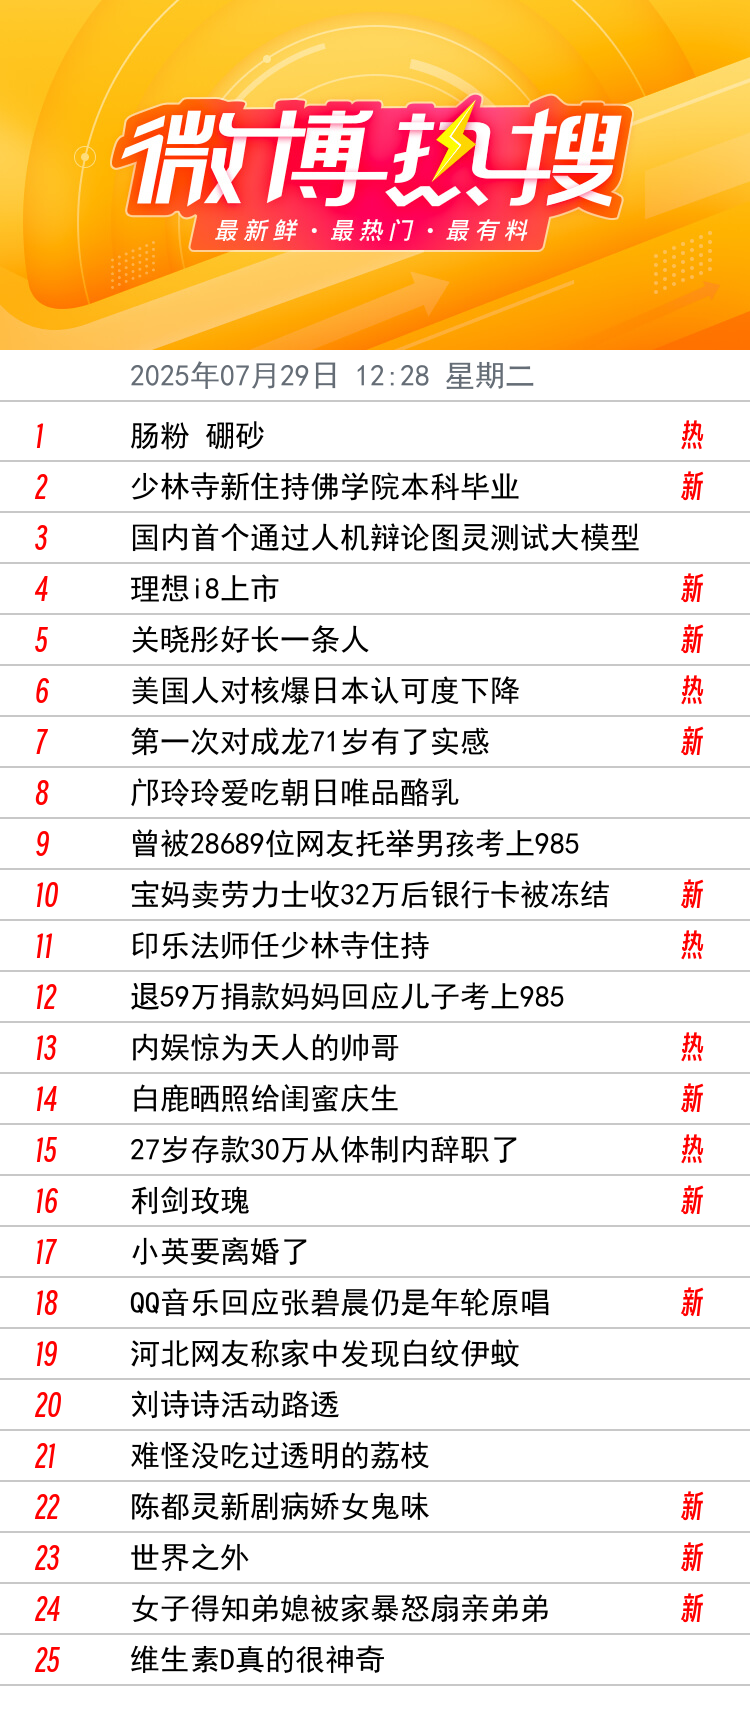 微博热搜
最新鲜·最热门·最有料
2025年07月29日 12:28 星期二
1 肠粉 硼砂 热
2 少林寺新住持佛学院本科毕业 新
3 国内首个通过人机辩论图灵测试大模型
4 理想i8上市 新
5 关晓彤好长一条人 新
6 美国人对核爆日本认可度下降 热
7 第一次对成龙71岁有了实感 新
8 邝玲玲爱吃朝日唯品酪乳
9 曾被28689位网友托举男孩考上985
10 宝妈卖劳力士收32万后银行卡被冻结 新
11 印乐法师任少林寺住持 热
12 退59万捐款妈妈回应儿子考上985
13 内娱惊为天人的帅哥 热
14 白鹿晒照给闺蜜庆生 新
15 27岁存款30万从体制内辞职了 热
16 利剑玫瑰 新
17 小英要离婚了
18 QQ音乐回应张碧晨仍是年轮原唱 新
19 河北网友称家中发现白纹伊蚊
20 刘诗诗活动路透
21 难怪没吃过透明的荔枝
22 陈都灵新剧病娇女鬼味 新
23 世界之外 新
24 女子得知弟媳被家暴怒扇亲弟弟 新
25 维生素D真的很神奇